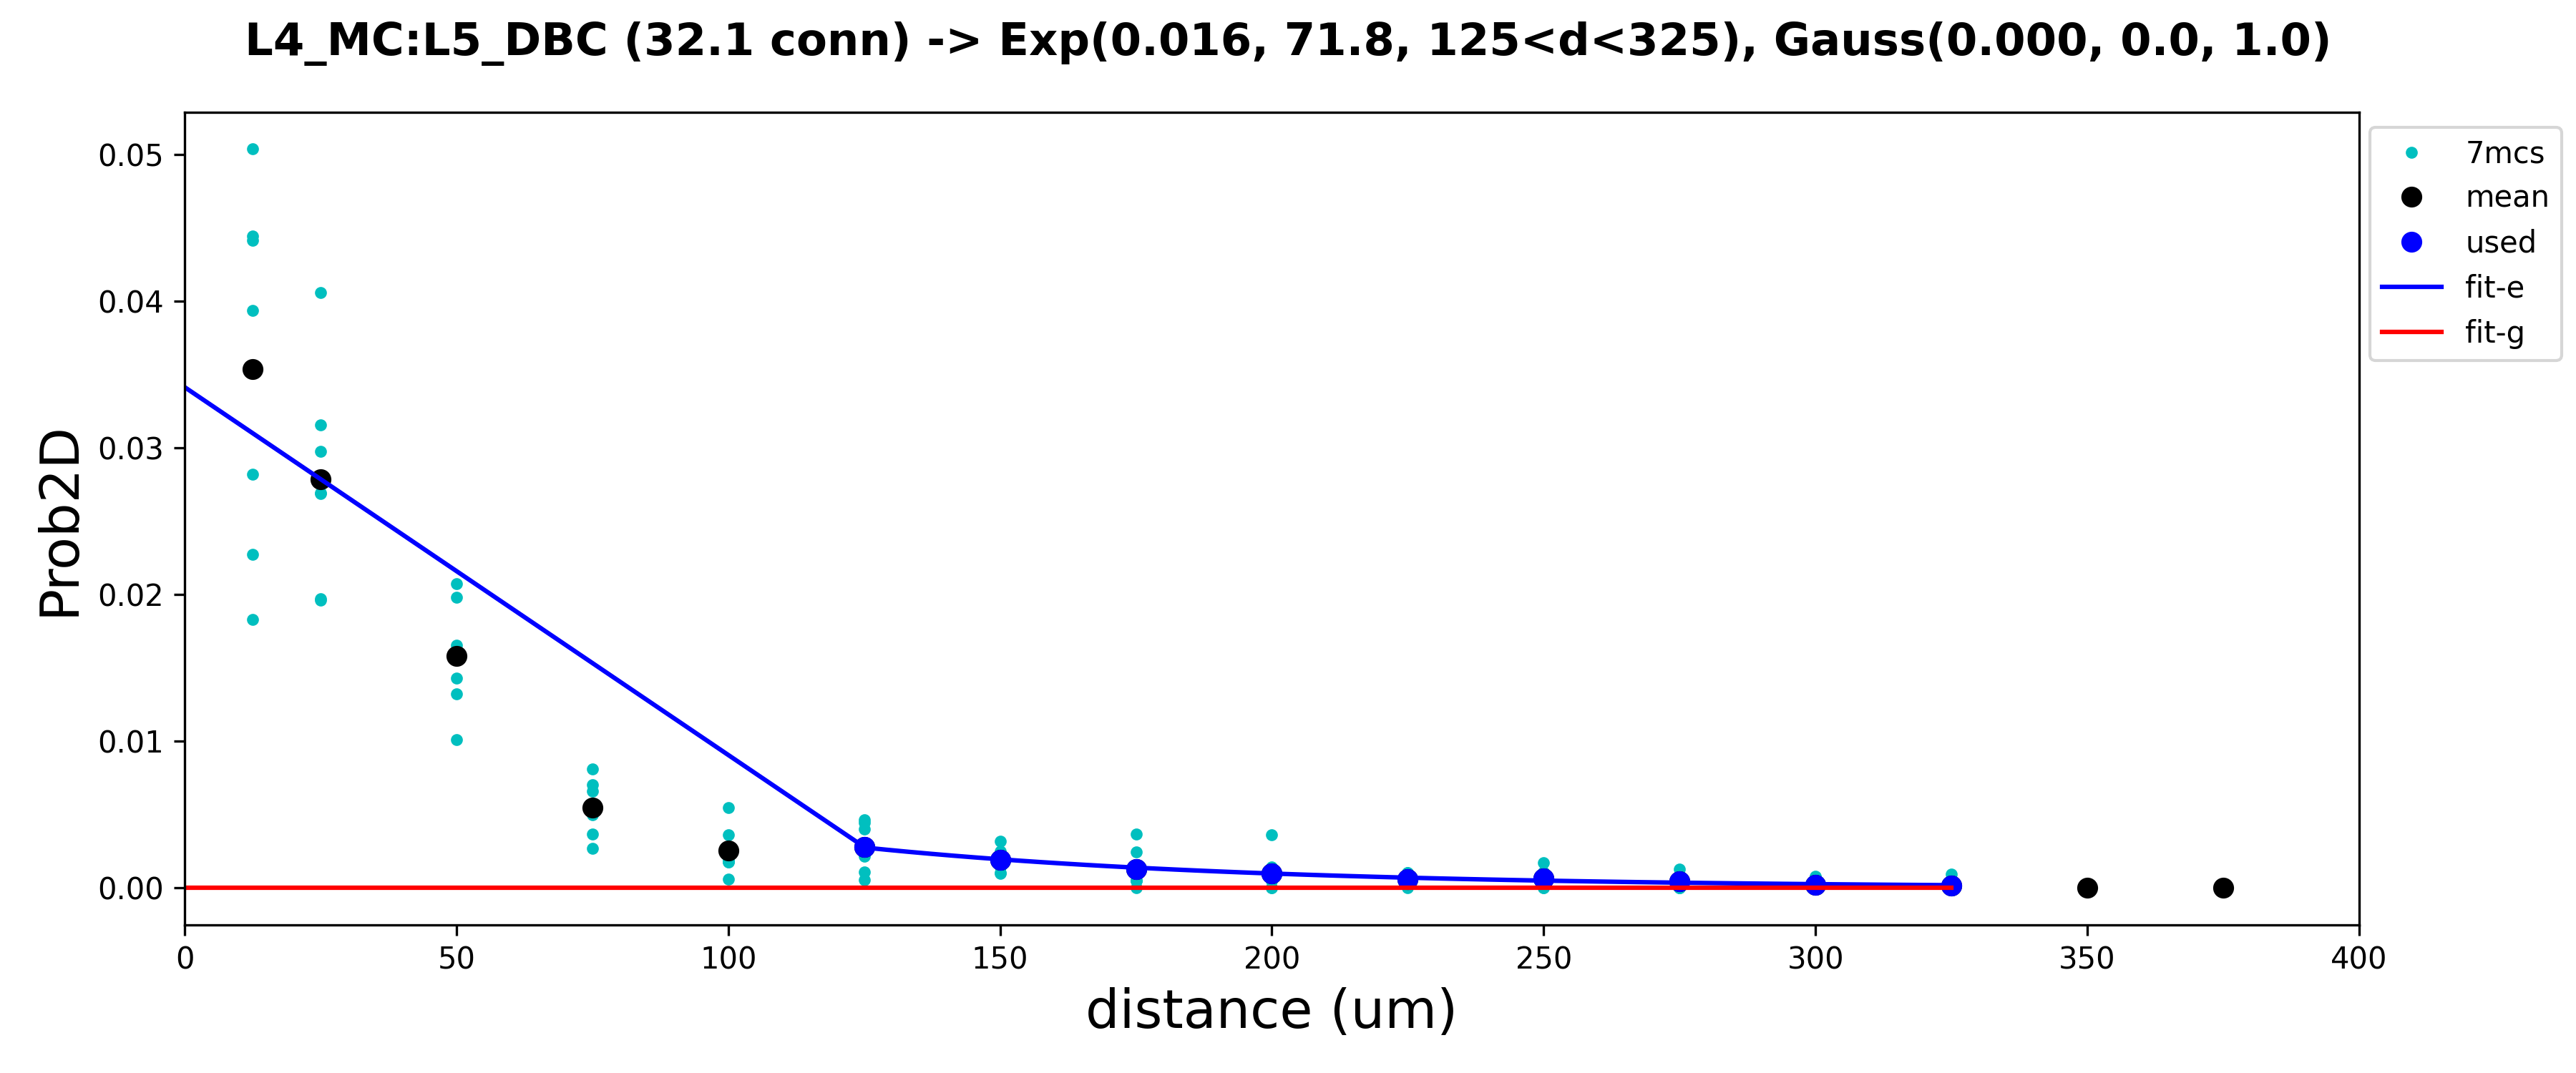 L4_MC:L5_DBC (32.1 conn) -> Exp(0.016, 71.8, 125<d<325), Gauss(0.000, 0.0, 1.0)
7mcs
mean
used
fit-e
fit-g
Prob2D
0.05
0.04
0.03
0.02
0.01
0.00
0 50 100 150 200 250 300 350 400
distance (um)